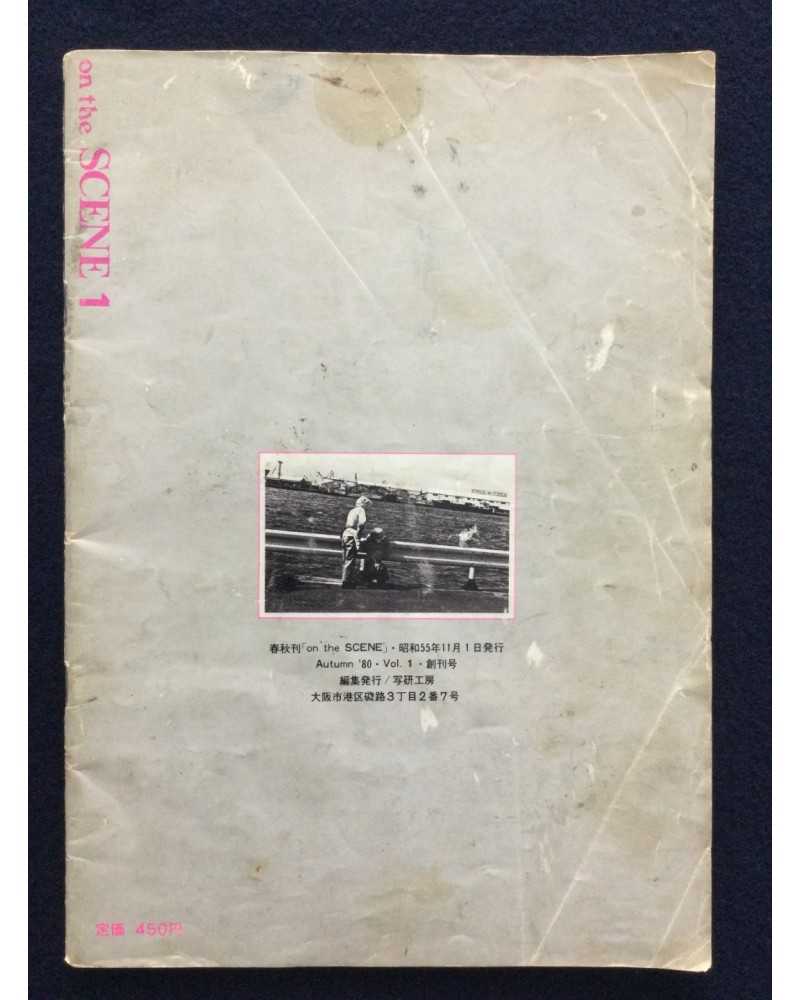 on the SCENE 1
春秋刊「on the SCENE」・昭和55年11月1日発行
Autumn '80・Vol. 1・創刊号
編集発行/写研工房
大阪市港区磯路3丁目2番7号
定価 450円